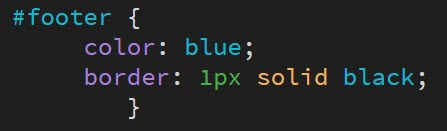 #footer {
color: blue;
border: 1px solid black;
}